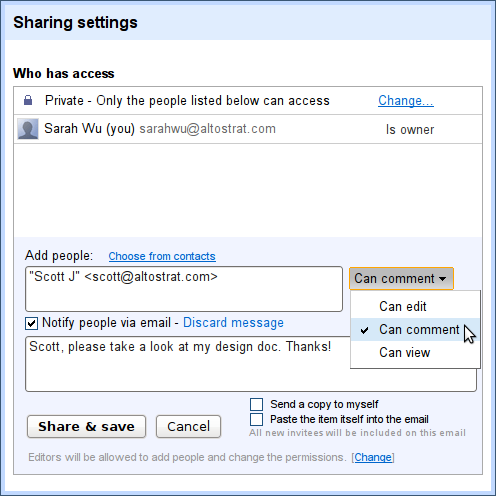 Sharing settings
Who has access
Private - Only the people listed below can access Change...
Sarah Wu (you) sarahwu@altostrat.com Is owner
Add people: Choose from contacts
"Scott J" <scott@altostrat.com> Can comment
Can edit
Notify people via email - Discard message
Can comment
Can view
Scott, please take a look at my design doc. Thanks!
Send a copy to myself
Paste the item itself into the email
Share & save Cancel
All new invitees will be included on this email
Editors will be allowed to add people and change the permissions. [Change]